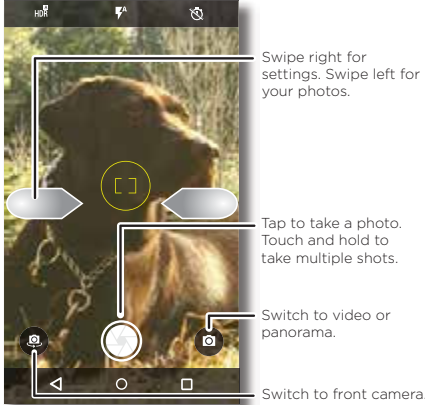 HDR A
A
Swipe right for
settings. Swipe left for
your photos.
Tap to take a photo.
Touch and hold to
take multiple shots.
Switch to video or
panorama.
Switch to front camera.